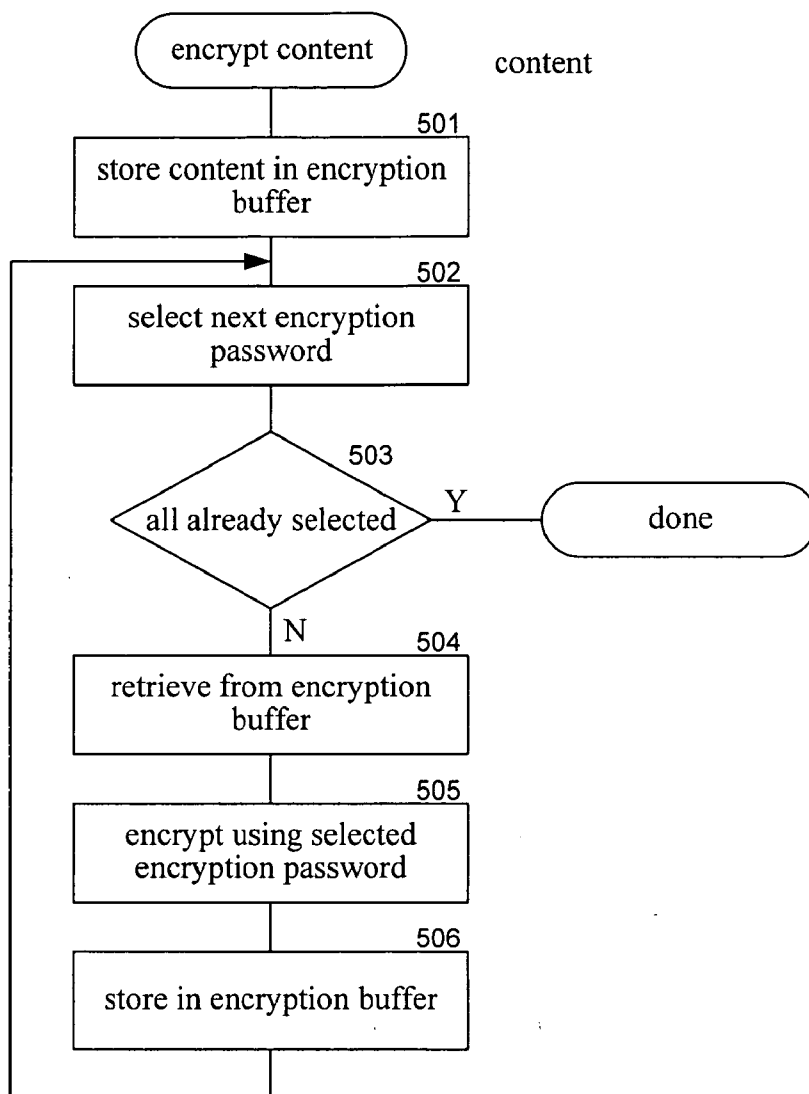 encrypt content
content
501
store content in encryption
buffer
502
select next encryption
password
503
all already selected
Y
done
N
504
retrieve from encryption
buffer
505
encrypt using selected
encryption password
506
store in encryption buffer